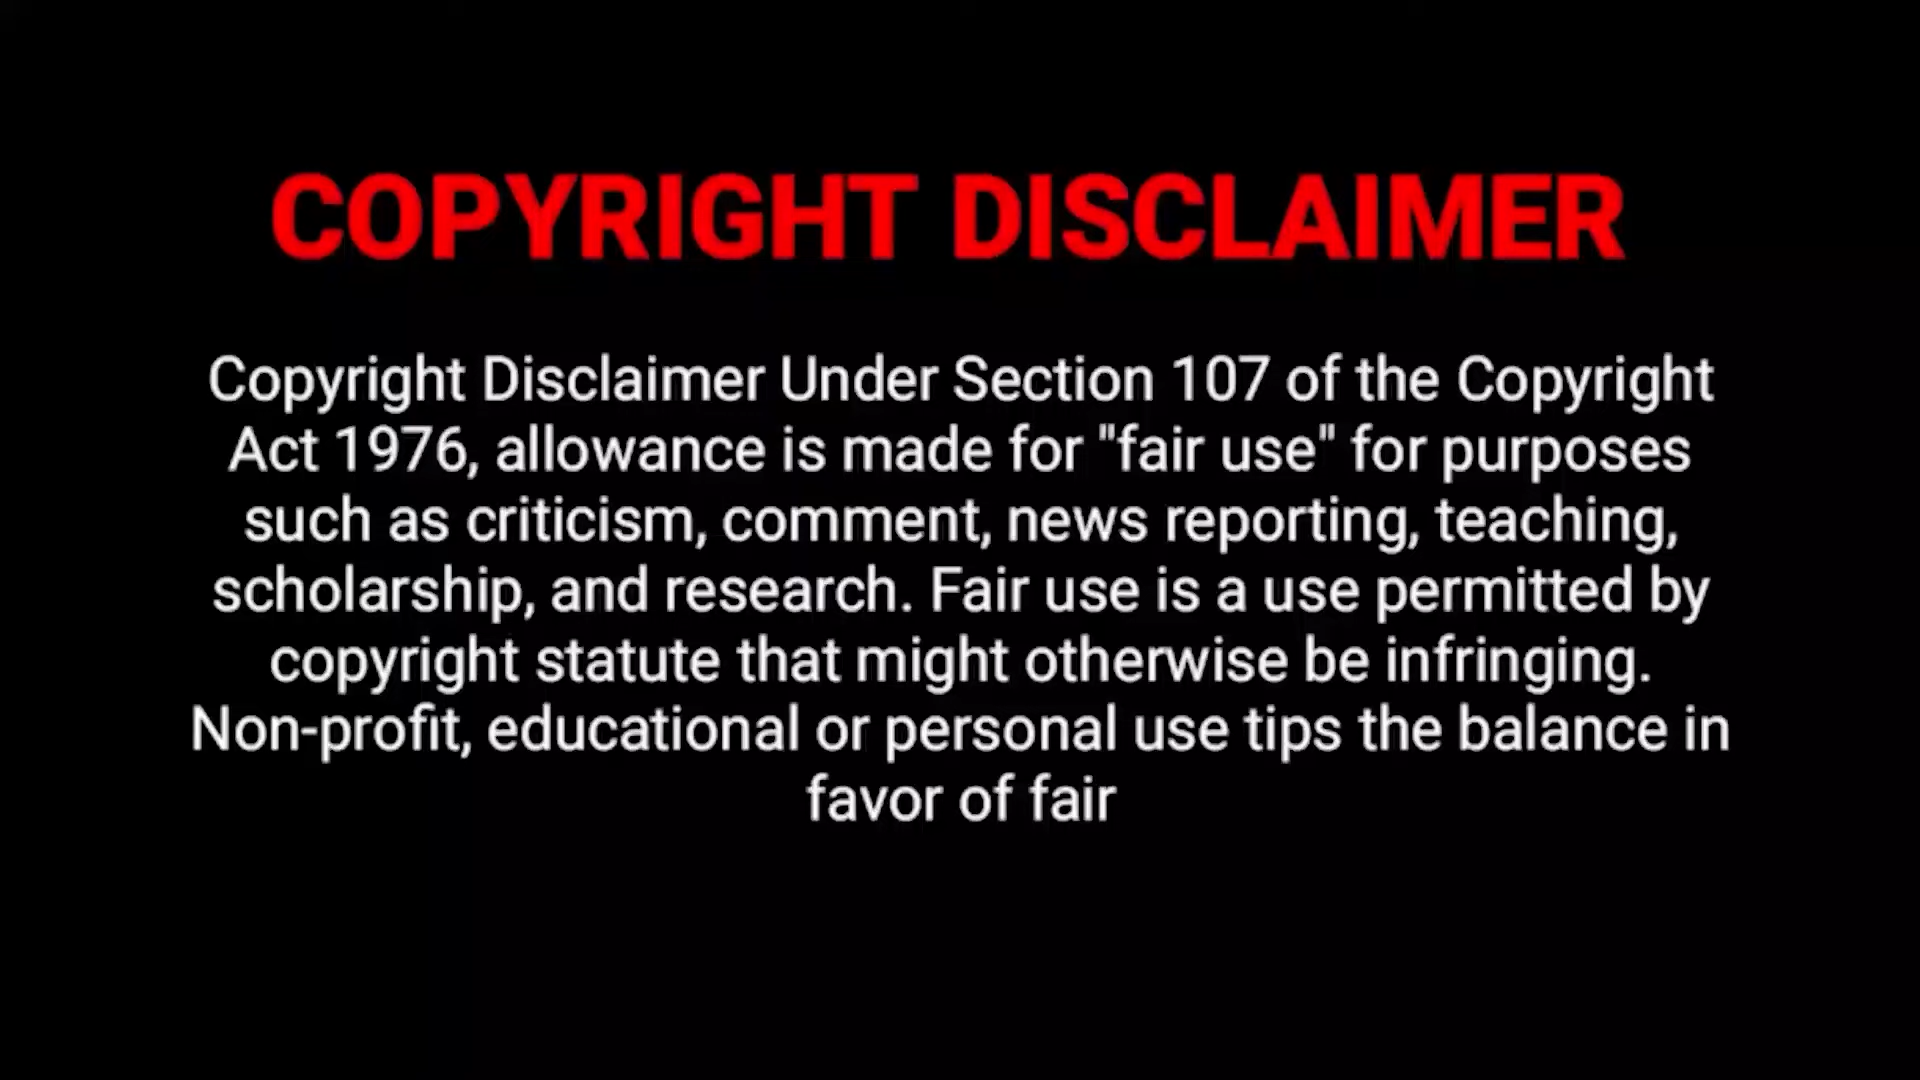 COPYRIGHT DISCLAIMER
Copyright Disclaimer Under Section 107 of the Copyright
Act 1976, allowance is made for "fair use" for purposes
such as criticism, comment, news reporting, teaching,
scholarship, and research. Fair use is a use permitted by
copyright statute that might otherwise be infringing.
Non-profit, educational or personal use tips the balance in
favor of fair